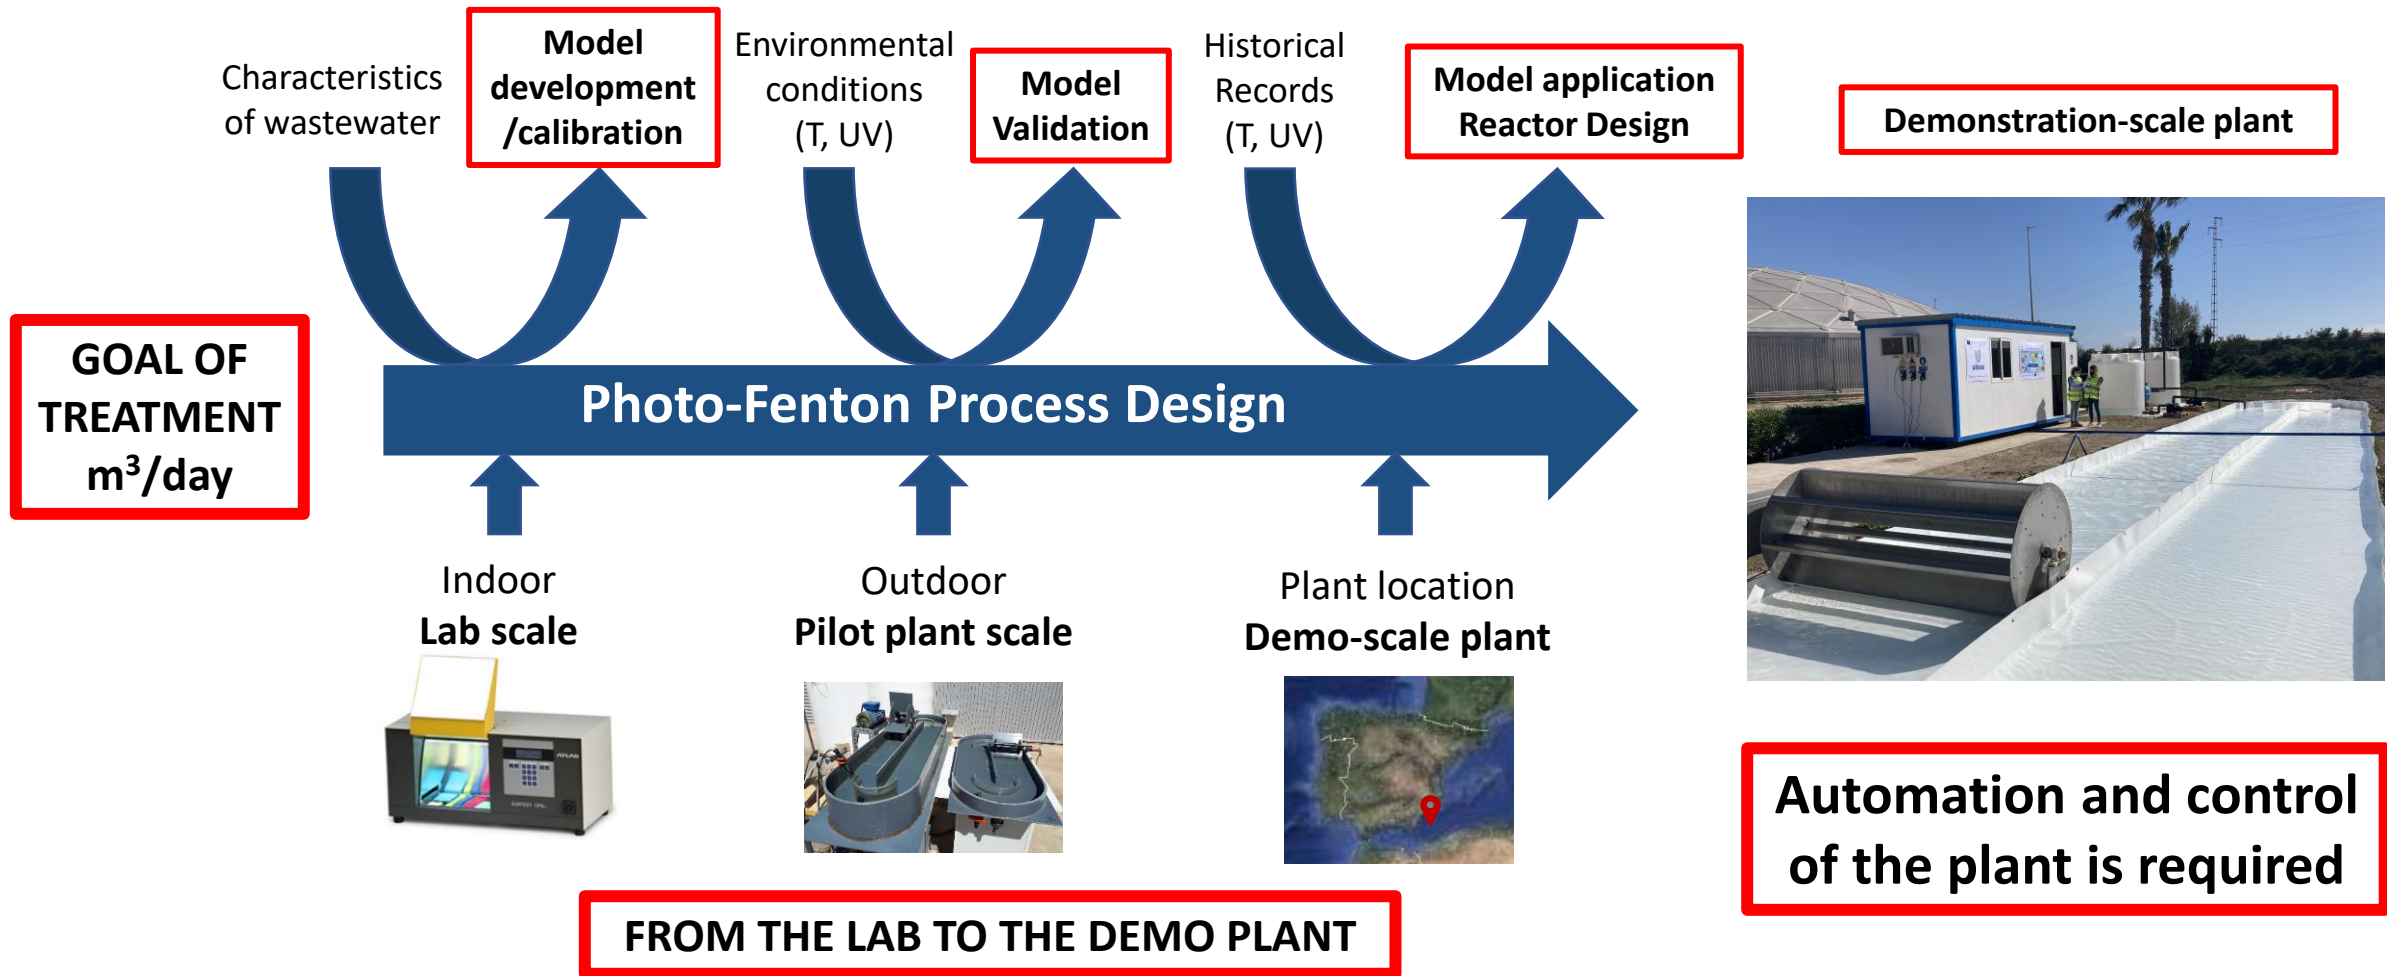 Characteristics
of wastewater
Model
development
/calibration
Environmental
conditions
(T, UV)
Model
Validation
Historical
Records
(T, UV)
Model application
Reactor Design
Demonstration-scale plant
GOAL OF
TREATMENT
m³/day
Photo-Fenton Process Design
Indoor
Lab scale
Outdoor
Pilot plant scale
Plant location
Demo-scale plant
ATLAS
SUNTEST CPS+
Automation and control
of the plant is required
FROM THE LAB TO THE DEMO PLANT